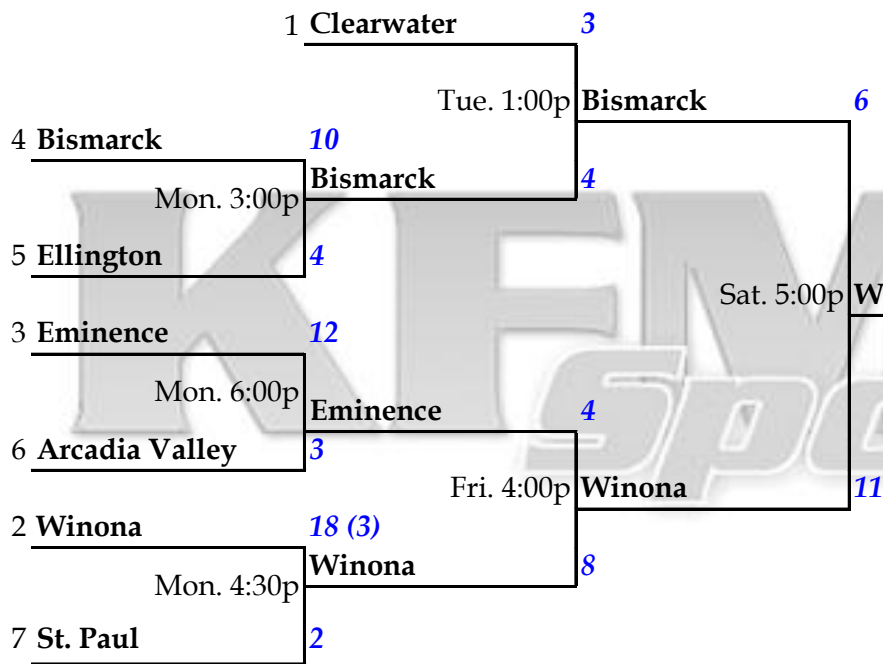 1 Clearwater 3
Tue. 1:00p Bismarck 6
4 Bismarck 10
Bismarck 4
Mon. 3:00p
5 Ellington 4
Sat. 5:00p W
3 Eminence 12
Mon. 6:00p
Eminence 4
6 Arcadia Valley 3
Fri. 4:00p Winona 11
2 Winona 18 (3)
Winona 8
Mon. 4:30p
7 St. Paul 2
KFM
Spo